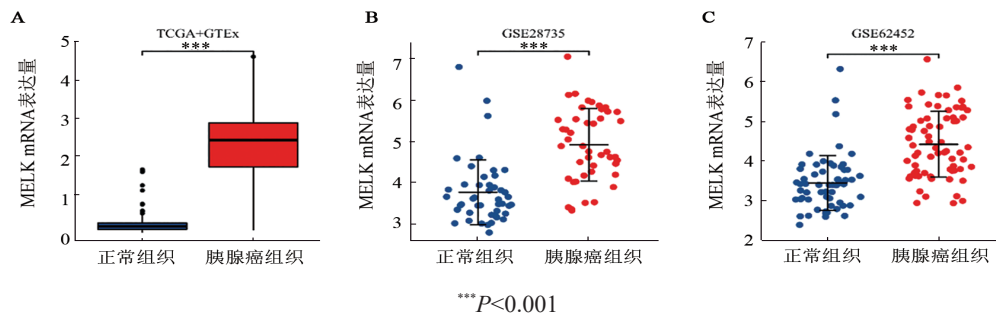 A
TCGA+GTEx
***
MELK mRNA表达量
5
4
3
2
1
0
正常组织
胰腺癌组织
B
GSE28735
***
MELK mRNA表达量
7
6
5
4
3
正常组织
胰腺癌组织
C
GSE62452
***
MELK mRNA表达量
7
6
5
4
3
2
正常组织
胰腺癌组织
***P<0.001